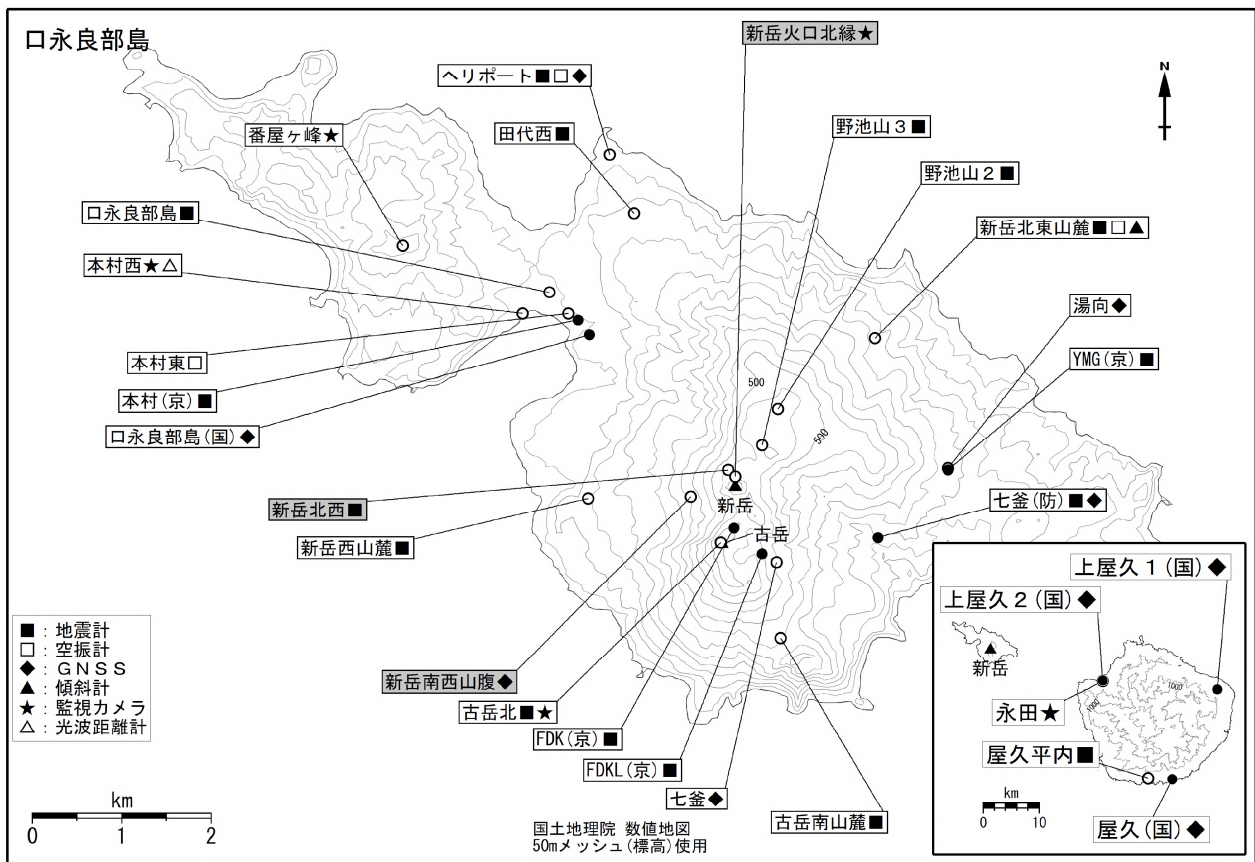 口永良部島
新岳火口北縁★
N
ヘリポート■□◆
番屋ヶ峰★
田代西■
野池山3■
野池山2■
口永良部島■
新岳北東山麓■□▲
本村西★△
湯向◆
本村東□
YMG(京)■
本村(京)■
500
口永良部島(国)◆
500
新岳北西■
新岳
七釜(防)■◆
新岳西山麓■
古岳
■:地震計
□:空振計
◆:GNSS
▲:傾斜計
★:監視カメラ
△:光波距離計
新岳南西山腹◆
古岳北■★
FDK(京)■
FDKL(京)■
七釜◆
古岳南山麓■
km
0 1 2
国土地理院 数値地図
50mメッシュ(標高)使用
上屋久1(国)◆
上屋久2(国)◆
新岳
1000
1000
永田★
屋久平内■
km
0 10
屋久(国)◆